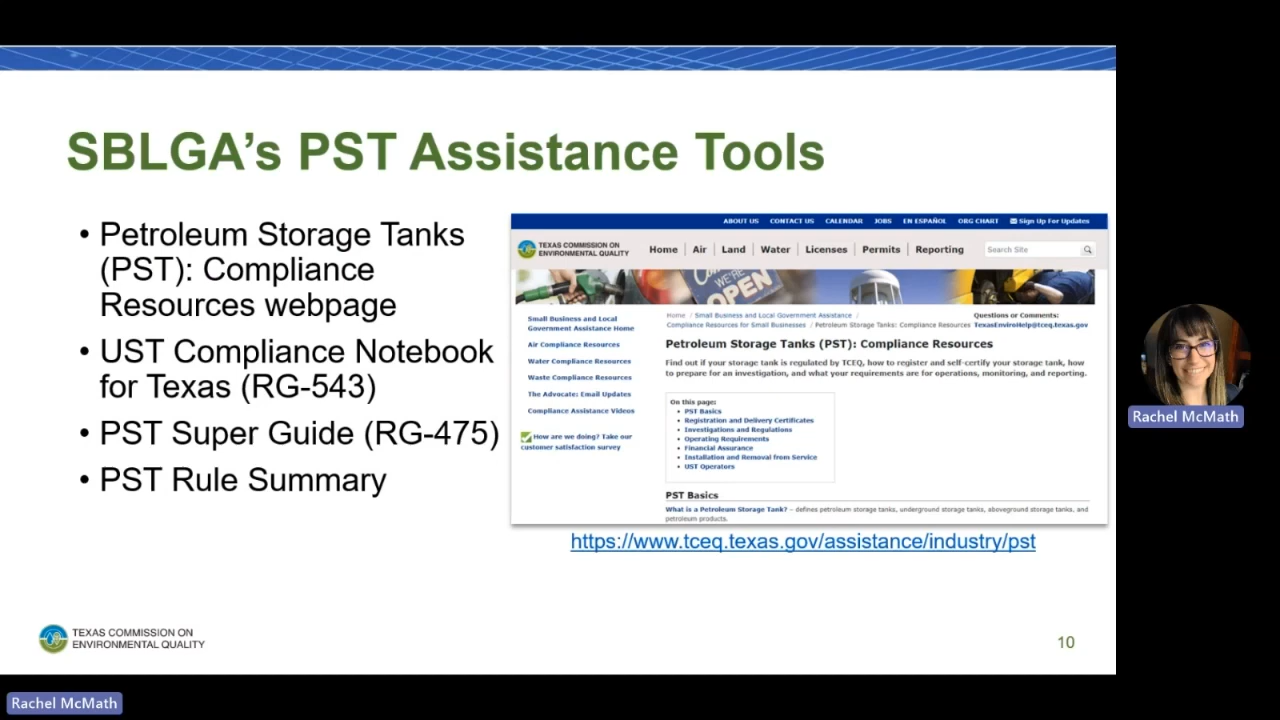 SBLGA's PST Assistance Tools
• Petroleum Storage Tanks
(PST): Compliance
Resources webpage
• UST Compliance Notebook
for Texas (RG-543)
• PST Super Guide (RG-475)
• PST Rule Summary
ABOUT US CONTACT US CALENDAR JOBS EN ESPAÑOL ORG CHART Sign Up For Updates
TEXAS COMMISSION ON
ENVIRONMENTAL QUALITY
Home Air Land Water Licenses Permits Reporting
Search Site
WE'RE
OPEN
Small Business and Local
Government Assistance Home
Air Compliance Resources
Water Compliance Resources
Waste Compliance Resources
The Advocate: Email Updates
Compliance Assistance Videos
How are we doing? Take our
customer satisfaction survey
Home / Small Business and Local Government Assistance /
Compliance Resources for Small Businesses / Petroleum Storage Tanks: Compliance Resources
Questions or Comments:
TexasEnviroHelp@tceq.texas.gov
Petroleum Storage Tanks (PST): Compliance Resources
Find out if your storage tank is regulated by TCEQ, how to register and self-certify your storage tank, how
to prepare for an investigation, and what your requirements are for operations, monitoring, and reporting.
On this page:
• PST Basics
• Registration and Delivery Certificates
• Investigations and Regulations
• Operating Requirements
• Financial Assurance
• Installation and Removal from Service
• UST Operators
PST Basics
What is a Petroleum Storage Tank? – defines petroleum storage tanks, underground storage tanks, aboveground storage tanks, and
petroleum products.
https://www.tceq.texas.gov/assistance/industry/pst
TEXAS COMMISSION ON
ENVIRONMENTAL QUALITY
10
Rachel McMath
Rachel McMath